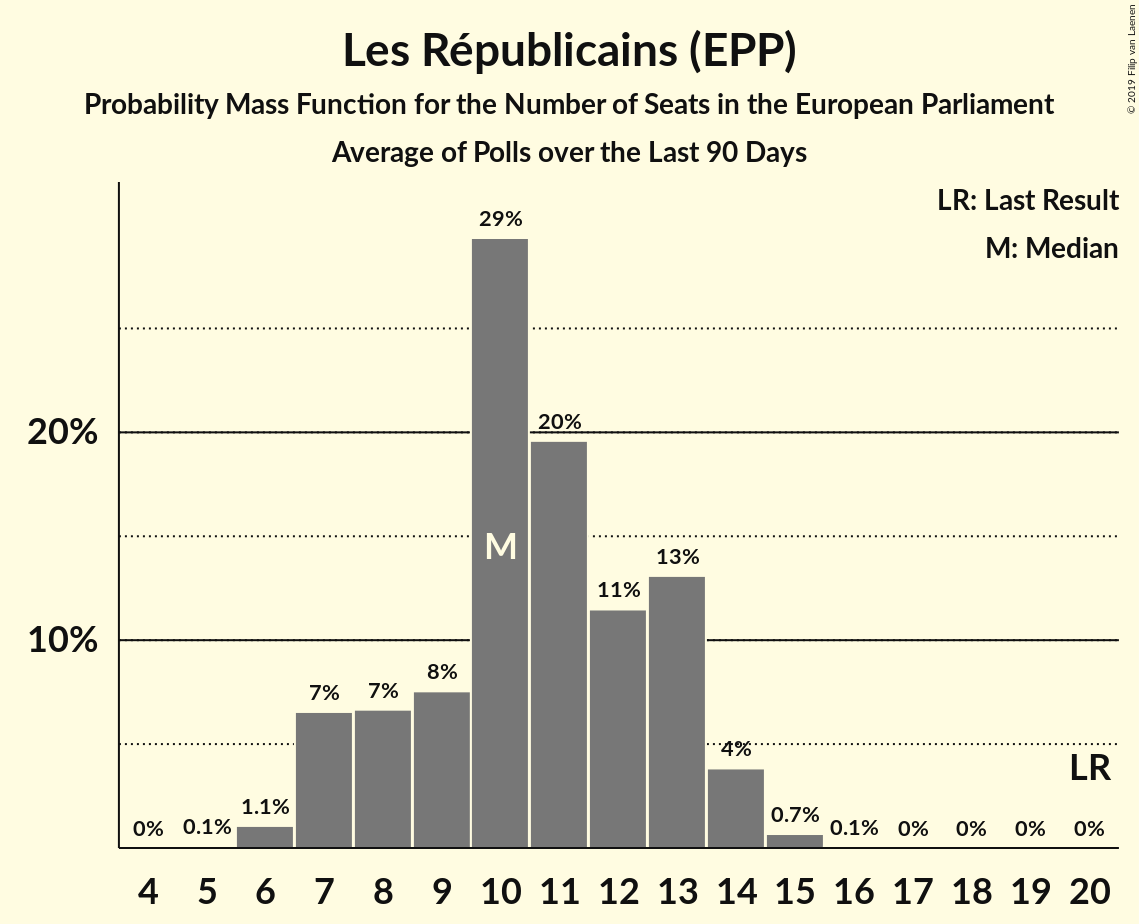 Les Républicains (EPP)
Probability Mass Function for the Number of Seats in the European Parliament
Average of Polls over the Last 90 Days
© 2019 Filip van Laenen
LR: Last Result
M: Median
20%
10%
0% 0.1% 1.1% 7% 7% 8% 29% 20% 11% 13% 4% 0.7% 0.1% 0% 0% 0% 0%
M
LR
4 5 6 7 8 9 10 11 12 13 14 15 16 17 18 19 20